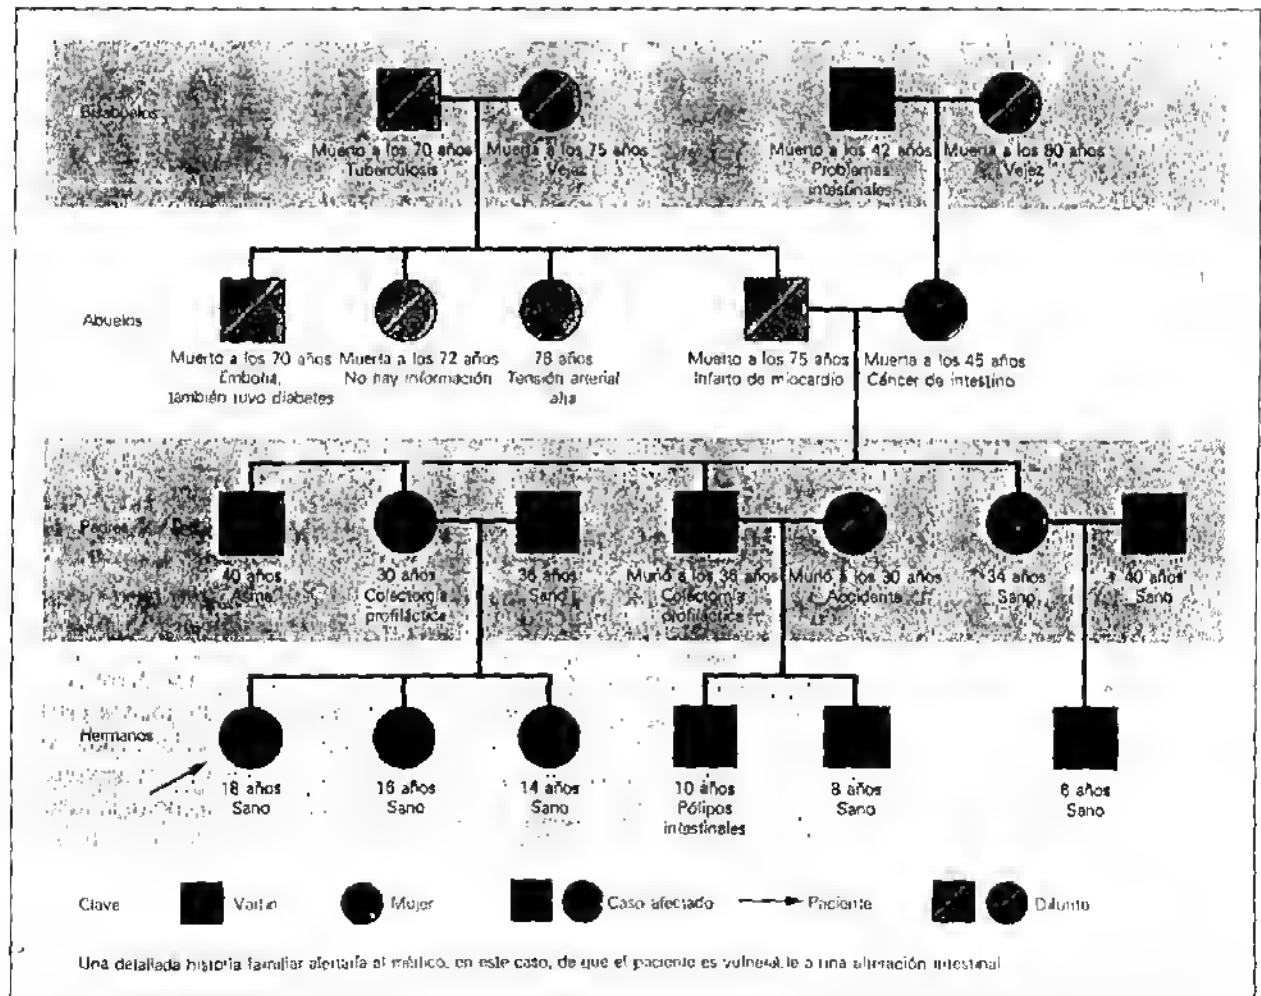 Bisabuelos
Muerto a los 70 años
Tuberculosis
Muerta a los 75 años
Vejez
Muerto a los 42 años
Problemas
intestinales
Muerta a los 80 años
Vejez
Abuelos
Muerto a los 70 años
Embolia,
también tuvo diabetes
Muerta a los 72 años
No hay información
78 años
Tensión arterial
alta
Muerto a los 75 años
Infarto de miocardio
Muerta a los 45 años
Cáncer de intestino
Padres
40 años
Asma
30 años
Colectomía
profiláctica
36 años
Sano
Murió a los 36 años
Colectomía
profiláctica
Murió a los 30 años
Accidente
34 años
Sano
40 años
Sano
Hermanos
18 años
Sano
16 años
Sano
14 años
Sano
10 años
Pólipos
intestinales
8 años
Sano
6 años
Sano
Clave
Varón
Mujer
Caso afectado
Paciente
Difunto
Una detallada historia familiar alertaría al médico, en este caso, de que el paciente es vulnerable a una alteración intestinal